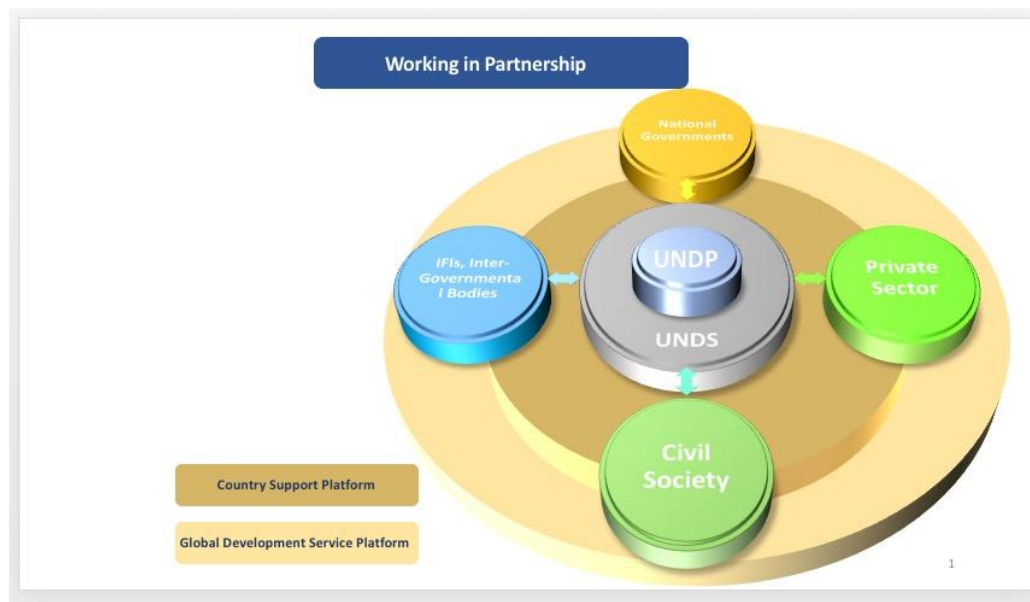 Working in Partnership
National
Governments
IFIs, Inter-
Governmenta
l Bodies
UNDP
Private
Sector
UNDS
Civil
Society
Country Support Platform
Global Development Service Platform
1